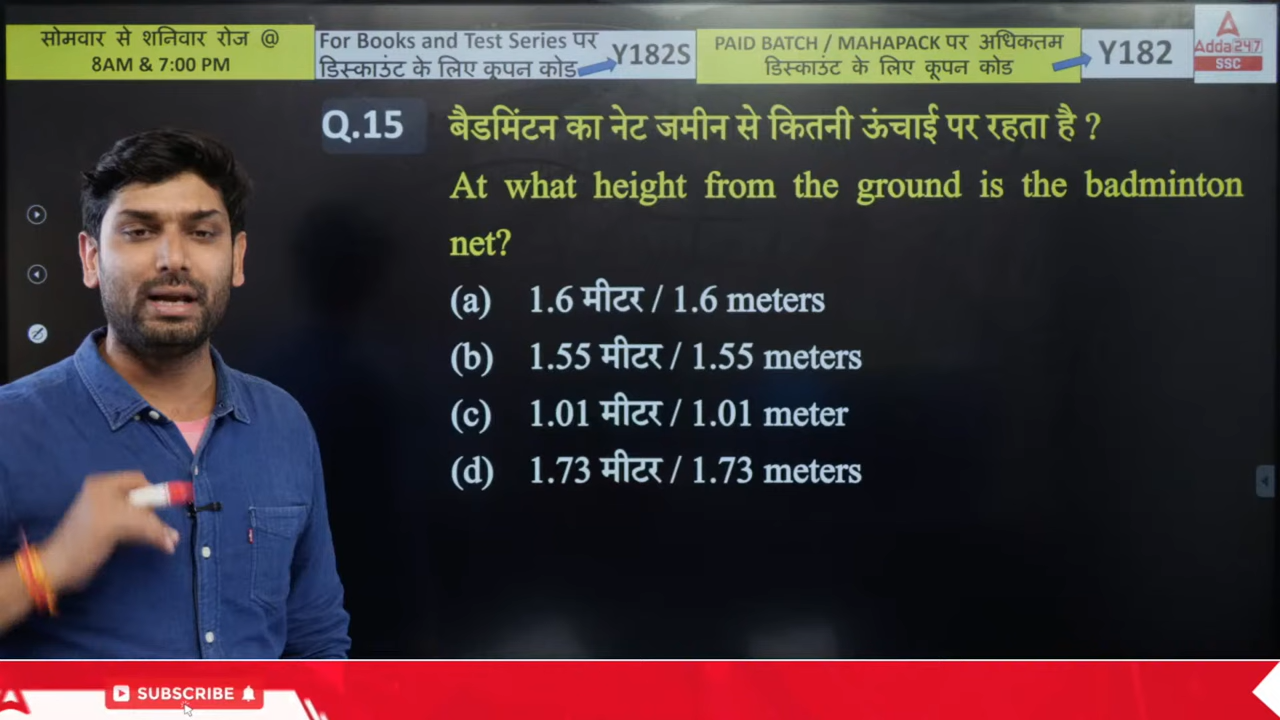 सोमवार से शनिवार रोज @
8AM & 7:00 PM
For Books and Test Series पर
डिस्काउंट के लिए कूपन कोड
Y182S
PAID BATCH / MAHAPACK पर अधिकतम
डिस्काउंट के लिए कूपन कोड
Y182
Adda 247
SSC
Q.15 बैडमिंटन का नेट जमीन से कितनी ऊंचाई पर रहता है ?
At what height from the ground is the badminton
net?
(a) 1.6 मीटर / 1.6 meters
(b) 1.55 मीटर / 1.55 meters
(c) 1.01 मीटर / 1.01 meter
(d) 1.73 मीटर / 1.73 meters
SUBSCRIBE